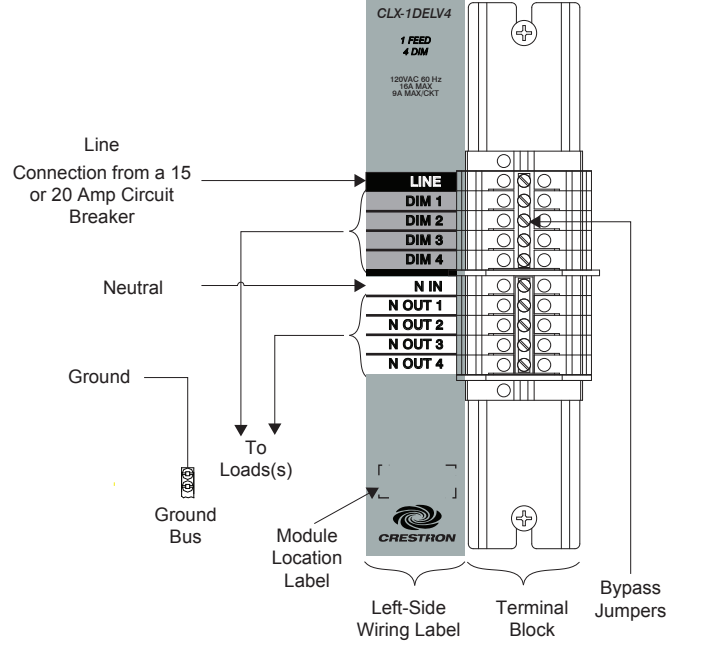 CLX-1DELV4
1 FEED
4 DIM
120VAC 60 Hz
16A MAX
9A MAX/CKT
Line
Connection from a 15
or 20 Amp Circuit
Breaker
LINE
DIM 1
DIM 2
DIM 3
DIM 4
Neutral
N IN
N OUT 1
N OUT 2
N OUT 3
N OUT 4
Ground
To
Loads(s)
Ground
Bus
Module
Location
Label
CRESTRON
Left-Side
Wiring Label
Terminal
Block
Bypass
Jumpers